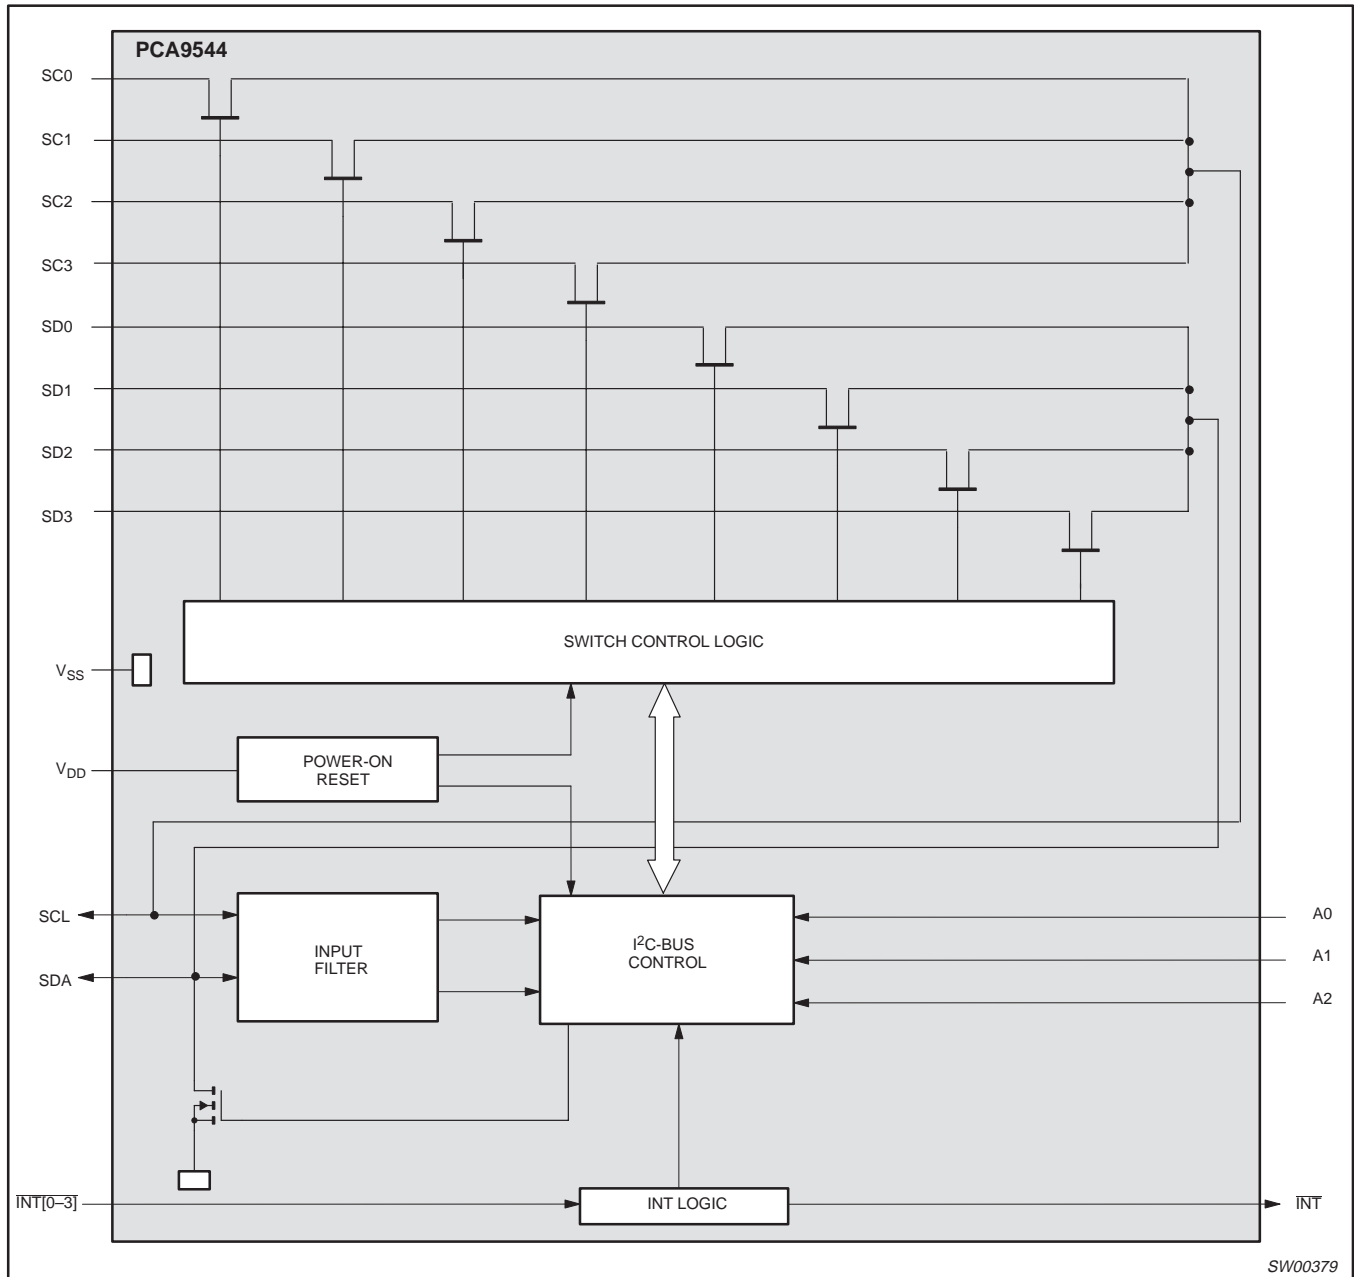 PCA9544
SC0
SC1
SC2
SC3
SD0
SD1
SD2
SD3
SWITCH CONTROL LOGIC
VSS
POWER-ON
RESET
VDD
SCL
SDA
INPUT
FILTER
I²C-BUS
CONTROL
A0
A1
A2
INT[0–3]
INT LOGIC
INT
SW00379